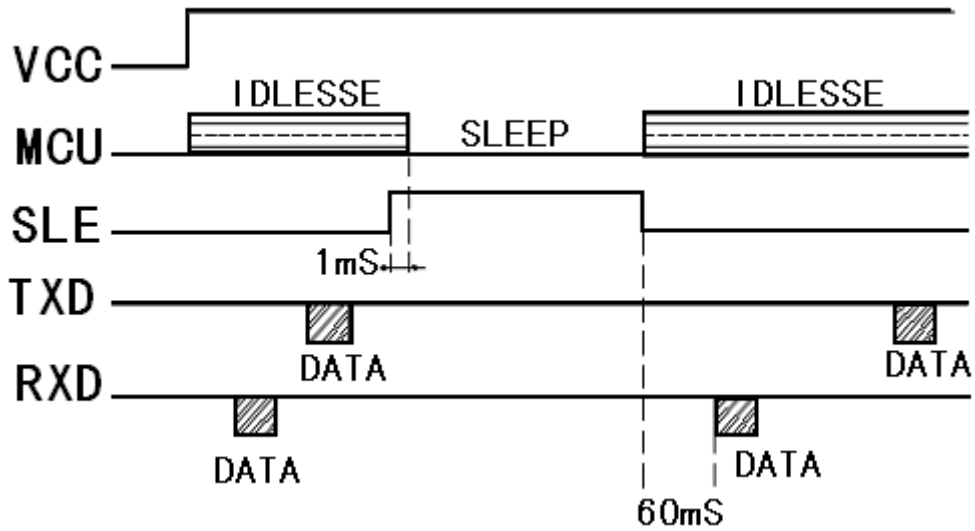 VCC
IDLESSE
IDLESSE
MCU
SLEEP
SLE
1mS
TXD
DATA
DATA
RXD
DATA
DATA
60mS